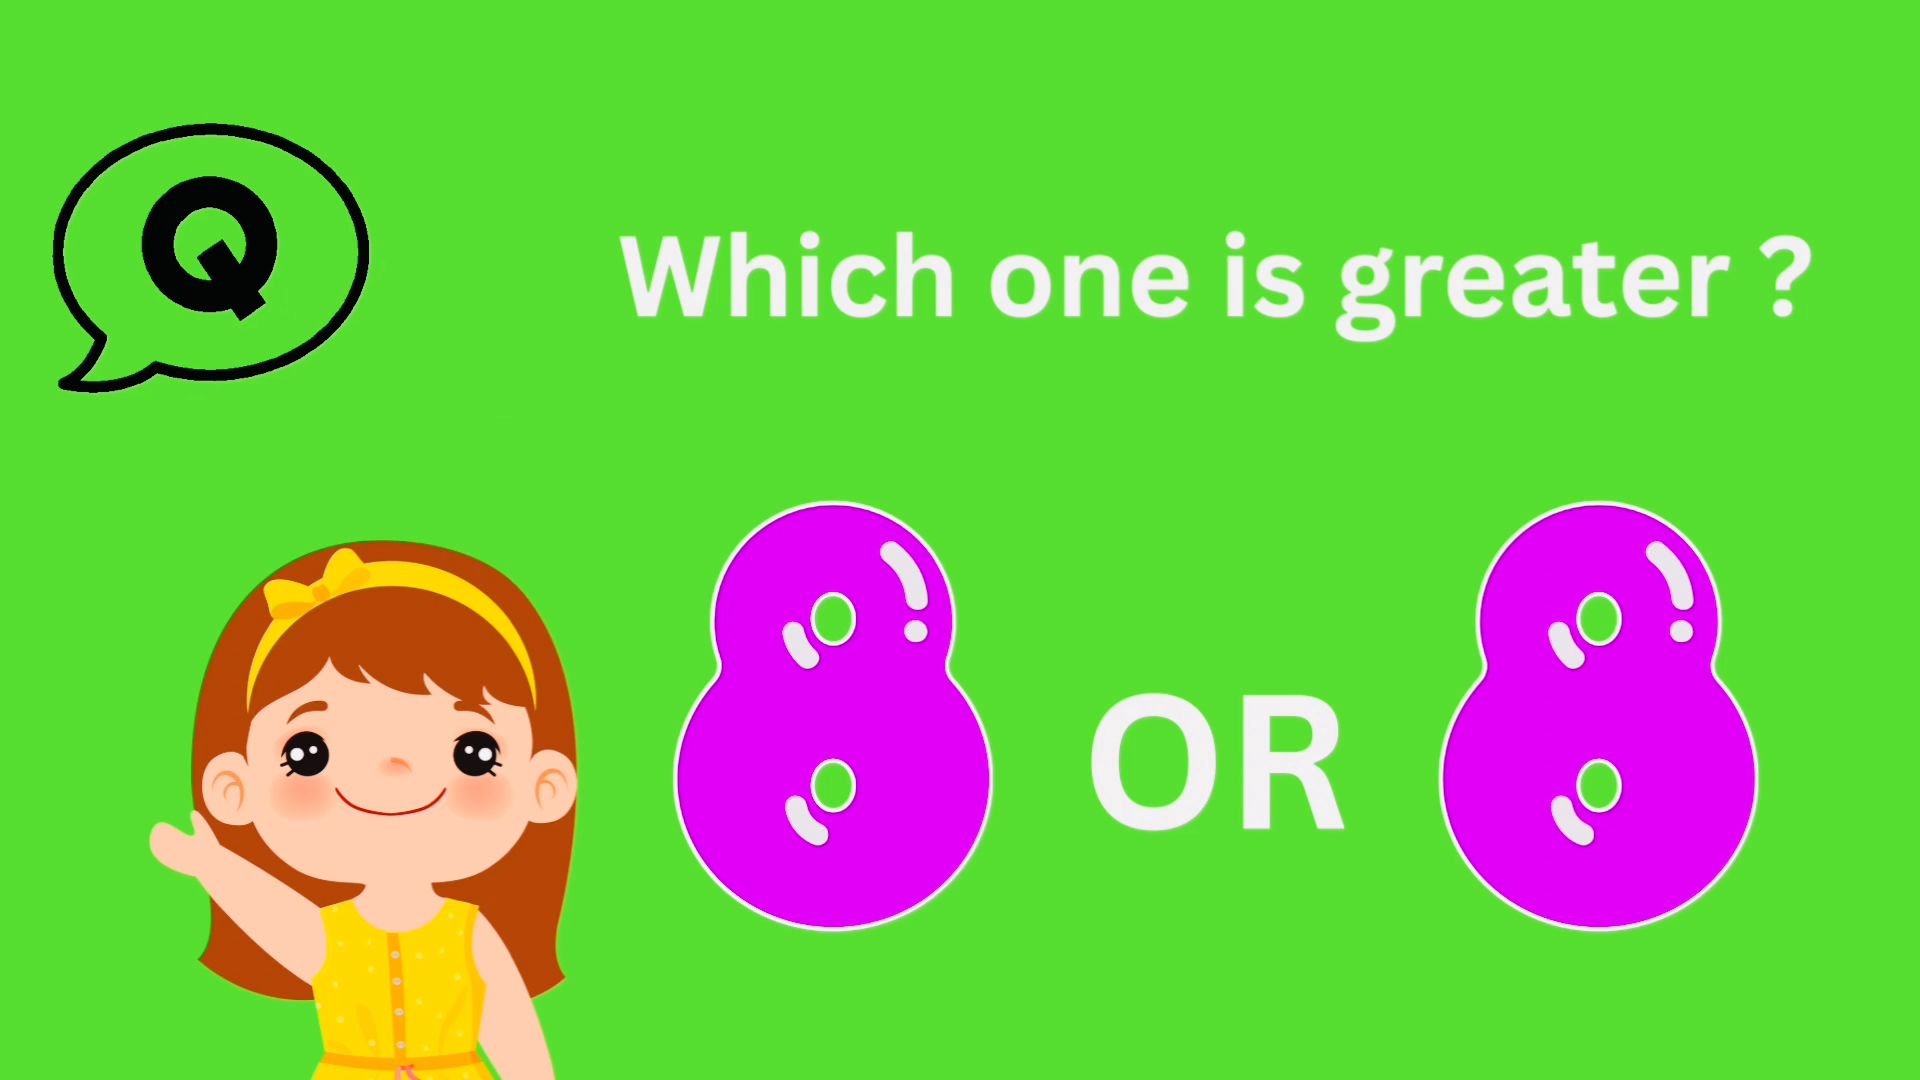 Q
Which one is greater ?
8 OR 8